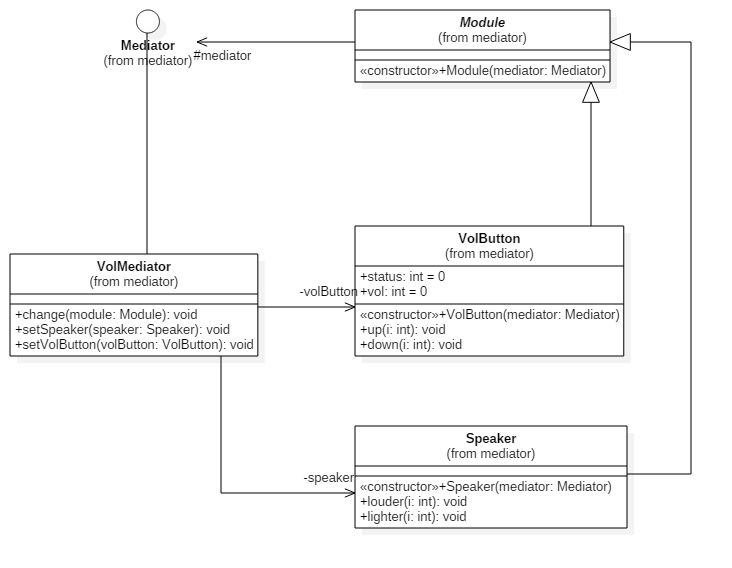 Mediator
(from mediator)
#mediator
Module
(from mediator)
«constructor»+Module(mediator: Mediator)
VolMediator
(from mediator)
+change(module: Module): void
+setSpeaker(speaker: Speaker): void
+setVolButton(volButton: VolButton): void
-volButton
VolButton
(from mediator)
+status: int = 0
+vol: int = 0
«constructor»+VolButton(mediator: Mediator)
+up(i: int): void
+down(i: int): void
-speaker
Speaker
(from mediator)
«constructor»+Speaker(mediator: Mediator)
+louder(i: int): void
+lighter(i: int): void